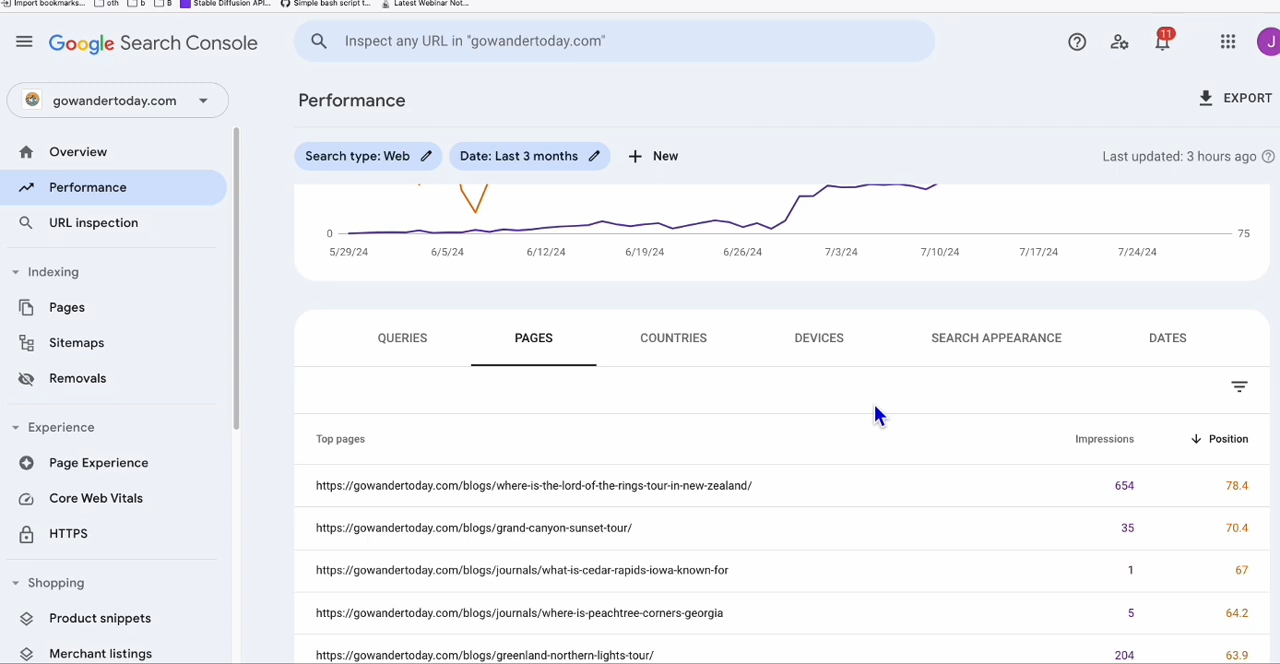 Import bookmarks...
oth
b
B
Stable Diffusion API...
Simple bash script t...
Latest Webinar Not...
Google Search Console
Inspect any URL in "gowandertoday.com"
11
J
gowandertoday.com
Performance
EXPORT
Search type: Web
Date: Last 3 months
New
Last updated: 3 hours ago
Overview
Performance
URL inspection
Indexing
Pages
Sitemaps
Removals
Experience
Page Experience
Core Web Vitals
HTTPS
Shopping
Product snippets
Merchant listings
0
75
5/29/24
6/5/24
6/12/24
6/19/24
6/26/24
7/3/24
7/10/24
7/17/24
7/24/24
QUERIES
PAGES
COUNTRIES
DEVICES
SEARCH APPEARANCE
DATES
Top pages
Impressions
Position
https://gowandertoday.com/blogs/where-is-the-lord-of-the-rings-tour-in-new-zealand/
654
78.4
https://gowandertoday.com/blogs/grand-canyon-sunset-tour/
35
70.4
https://gowandertoday.com/blogs/journals/what-is-cedar-rapids-iowa-known-for
1
67
https://gowandertoday.com/blogs/journals/where-is-peachtree-corners-georgia
5
64.2
https://gowandertoday.com/blogs/greenland-northern-lights-tour/
204
63.9